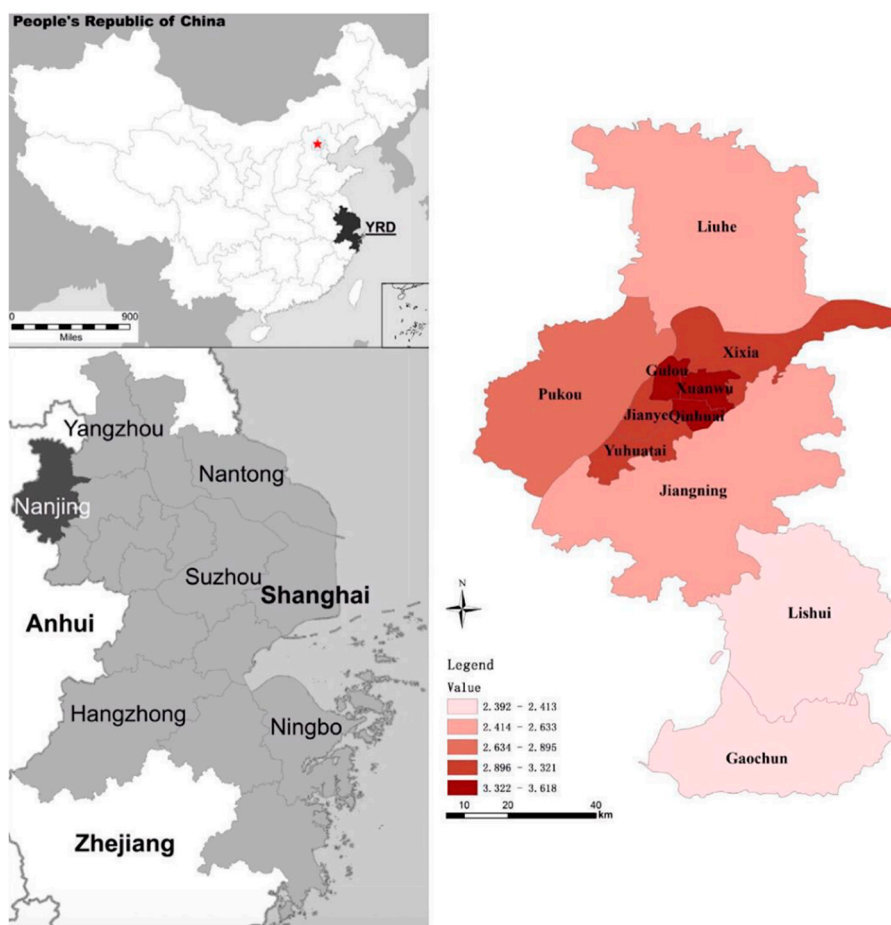 People's Republic of China
YRD
0
900
Miles
Yangzhou
Nantong
Nanjing
Suzhou
Shanghai
Anhui
Hangzhong
Ningbo
Zhejiang
Liuhe
Xixia
Gulou
Xuanwu
Pukou
Jianye
Qinhuai
Yuhuatai
Jiangning
N
Lishui
Legend
Value
2.392 - 2.413
2.414 - 2.633
2.634 - 2.895
2.896 - 3.321
3.322 - 3.618
Gaochun
10 20 40
km